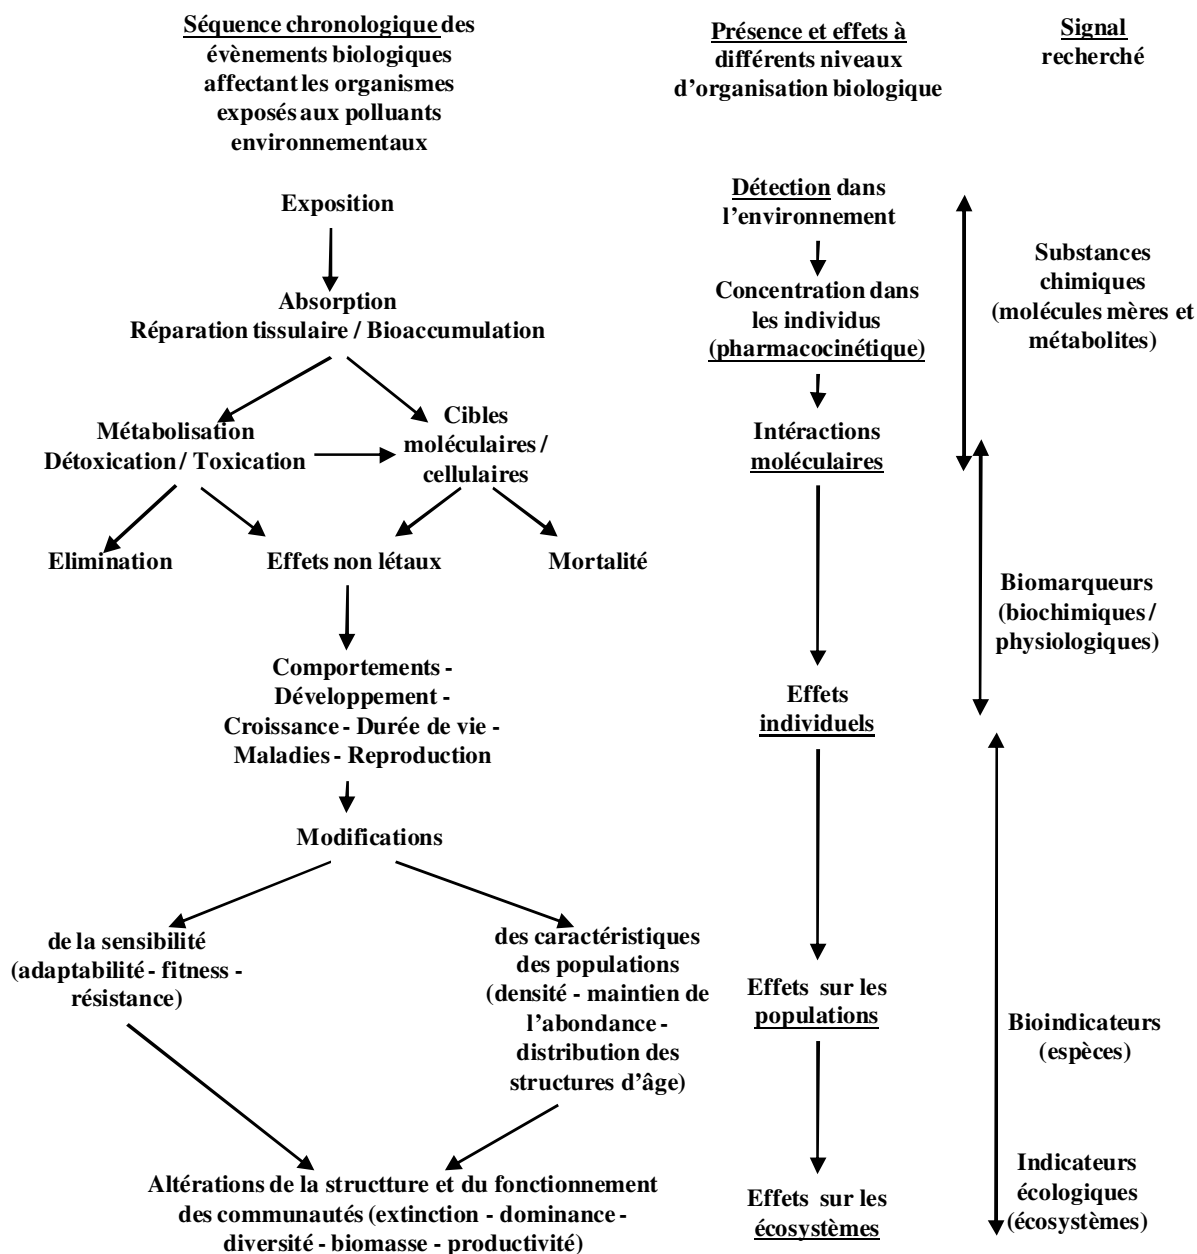 Séquence chronologique des
évènements biologiques
affectant les organismes
exposés aux polluants
environnementaux
Présence et effets à
différents niveaux
d'organisation biologique
Signal
recherché
Exposition
Absorption
Réparation tissulaire / Bioaccumulation
Métabolisation
Détoxication / Toxication
Cibles
moléculaires /
cellulaires
Elimination
Effets non létaux
Mortalité
Comportements -
Développement -
Croissance - Durée de vie -
Maladies - Reproduction
Modifications
de la sensibilité
(adaptabilité - fitness -
résistance)
des caractéristiques
des populations
(densité - maintien de
l'abondance -
distribution des
structures d'âge)
Altérations de la structture et du fonctionnement
des communautés (extinction - dominance -
diversité - biomasse - productivité)
Détection dans
l'environnement
Concentration dans
les individus
(pharmacocinétique)
Intéractions
moléculaires
Effets
individuels
Effets sur les
populations
Effets sur les
écosystèmes
Substances
chimiques
(molécules mères et
métabolites)
Biomarqueurs
(biochimiques /
physiologiques)
Bioindicateurs
(espèces)
Indicateurs
écologiques
(écosystèmes)